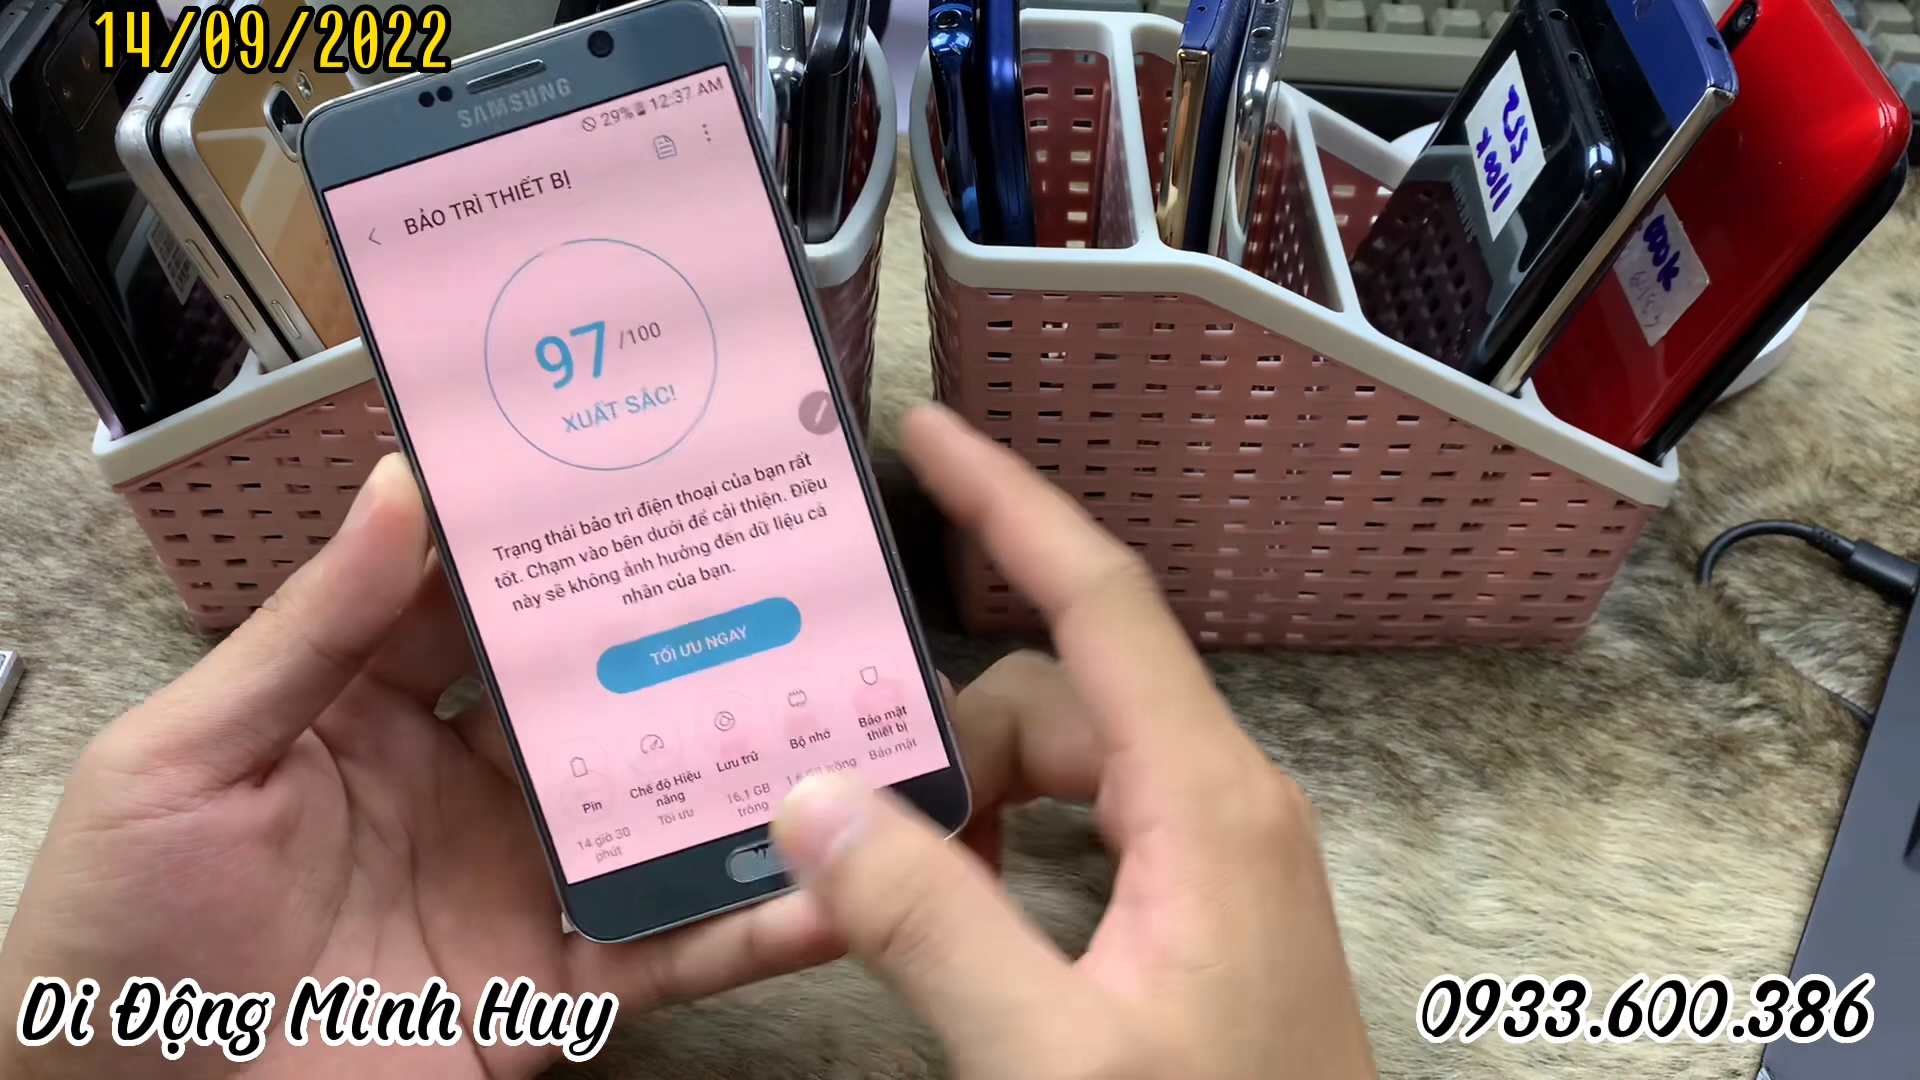 14/09/2022
SAMSUNG
29% 12:37 AM
BẢO TRÌ THIẾT BỊ
97 /100
XUẤT SẮC!
Trạng thái bảo trì điện thoại của bạn rất
tốt. Chạm vào bên dưới để cải thiện. Điều
này sẽ không ảnh hưởng đến dữ liệu cá
nhân của bạn.
TỐI ƯU NGAY
Pin
14 giờ 30
phút
Chế độ Hiệu
năng
Tối ưu
Lưu trữ
16,1 GB
trống
Bộ nhớ
trống
Bảo mật
thiết bị
Bảo mật
1100K
Di Động Minh Huy
0933.600.386